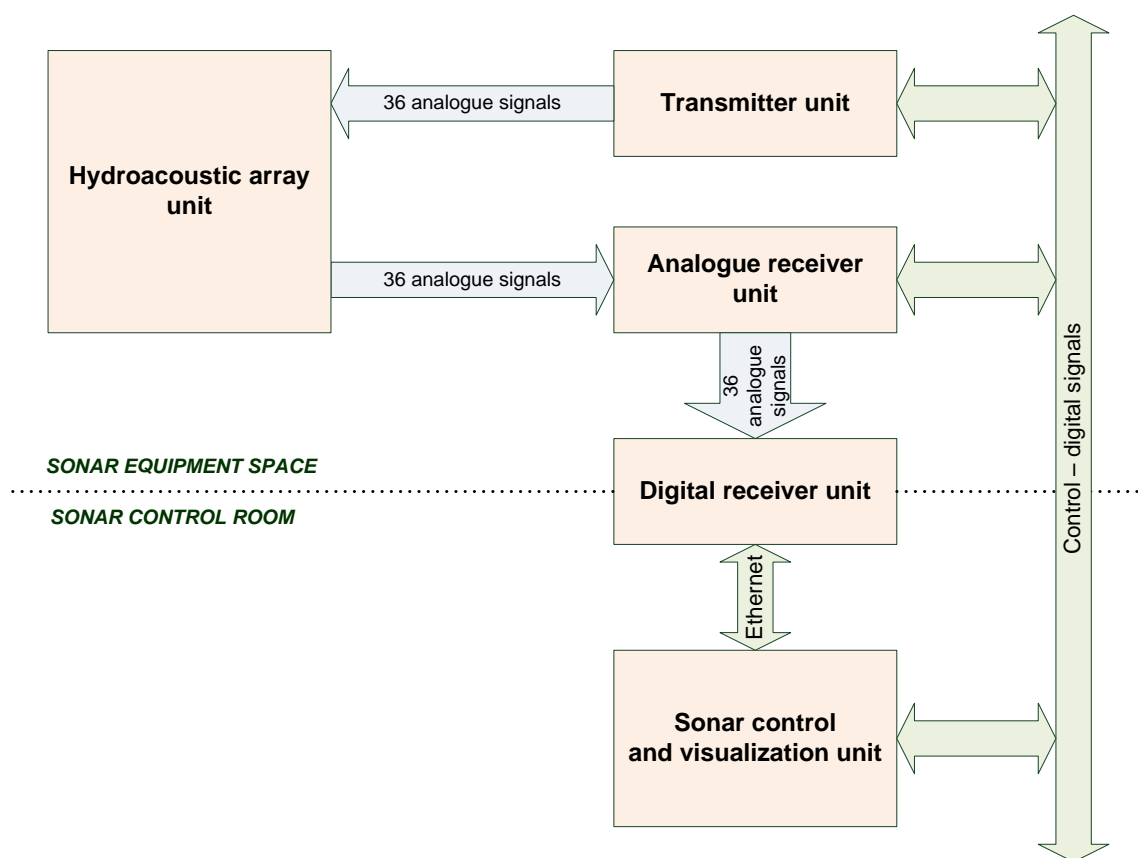 36 analogue signals
Transmitter unit
Hydroacoustic array
unit
36 analogue signals
Analogue receiver
unit
36
analogue
signals
Control – digital signals
SONAR EQUIPMENT SPACE
SONAR CONTROL ROOM
Digital receiver unit
Ethernet
Sonar control
and visualization unit